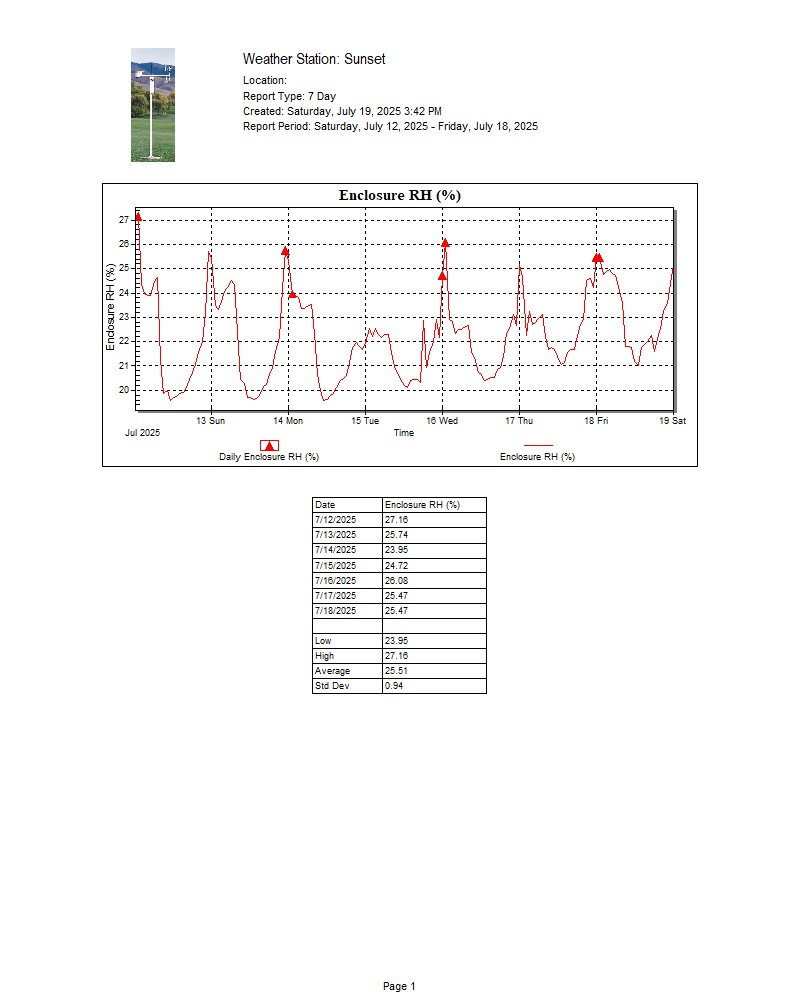 Weather Station: Sunset
Location:
Report Type: 7 Day
Created: Saturday, July 19, 2025 3:42 PM
Report Period: Saturday, July 12, 2025 - Friday, July 18, 2025
Enclosure RH (%)
Enclosure RH (%)
27
26
25
24
23
22
21
20
13 Sun 14 Mon 15 Tue 16 Wed 17 Thu 18 Fri 19 Sat
Jul 2025 Time
Daily Enclosure RH (%) Enclosure RH (%)
Date Enclosure RH (%)
7/12/2025 27.16
7/13/2025 25.74
7/14/2025 23.95
7/15/2025 24.72
7/16/2025 26.08
7/17/2025 25.47
7/18/2025 25.47
Low 23.95
High 27.16
Average 25.51
Std Dev 0.94
Page 1